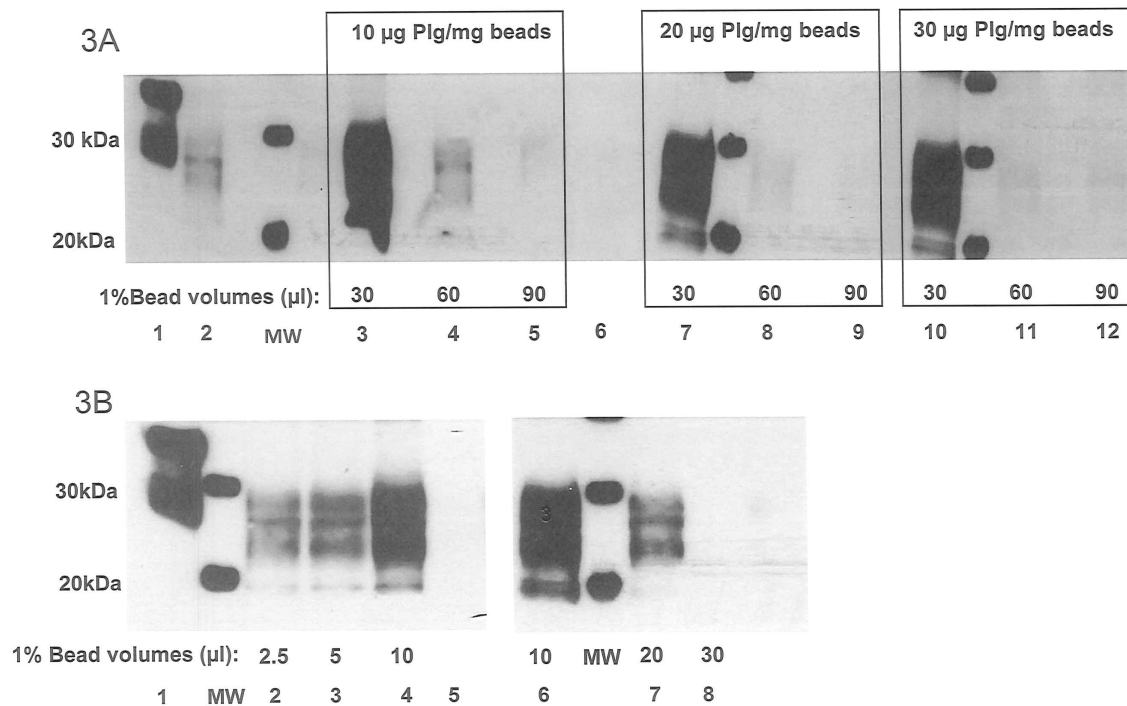 3A
10 µg Plg/mg beads
20 µg Plg/mg beads
30 µg Plg/mg beads
30 kDa
20kDa
1%Bead volumes (µl): 30 60 90 30 60 90 30 60 90
1 2 MW 3 4 5 6 7 8 9 10 11 12
3B
30kDa
3
20kDa
1% Bead volumes (µl): 2.5 5 10 10 MW 20 30
1 MW 2 3 4 5 6 7 8